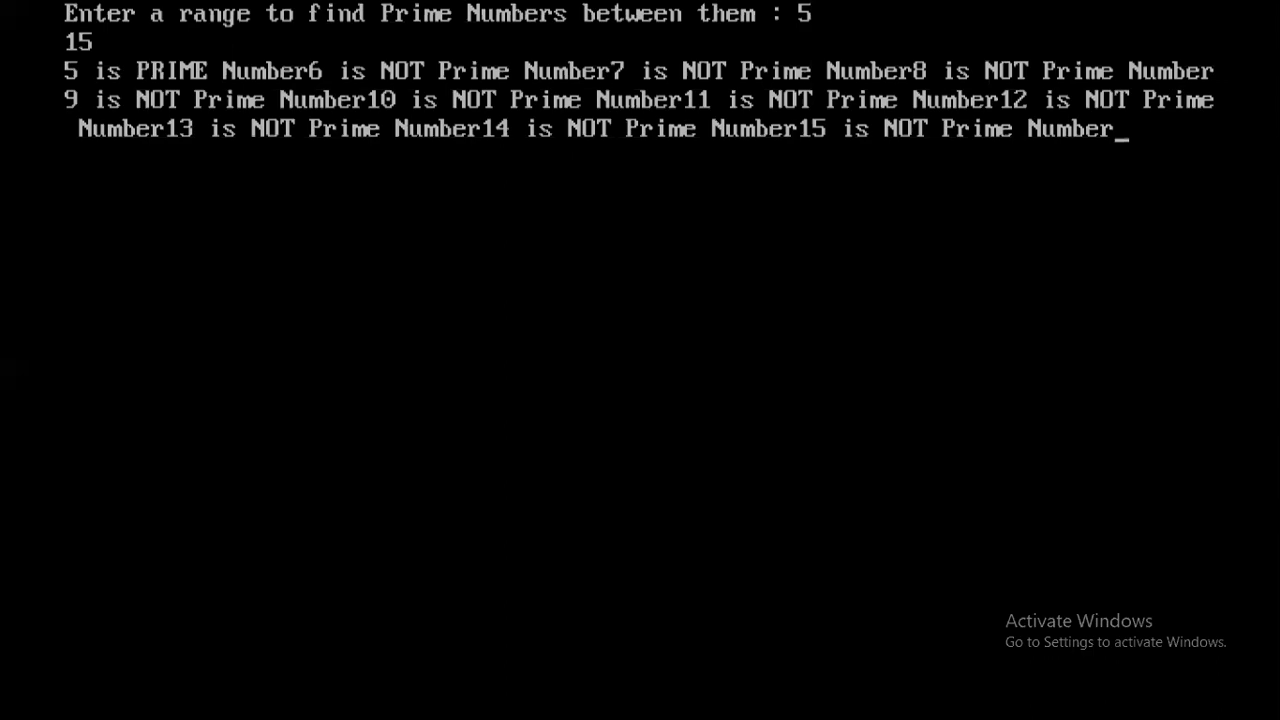 Enter a range to find Prime Numbers between them : 5
15
5 is PRIME Number6 is NOT Prime Number7 is NOT Prime Number8 is NOT Prime Number
9 is NOT Prime Number10 is NOT Prime Number11 is NOT Prime Number12 is NOT Prime
Number13 is NOT Prime Number14 is NOT Prime Number15 is NOT Prime Number_
Activate Windows
Go to Settings to activate Windows.